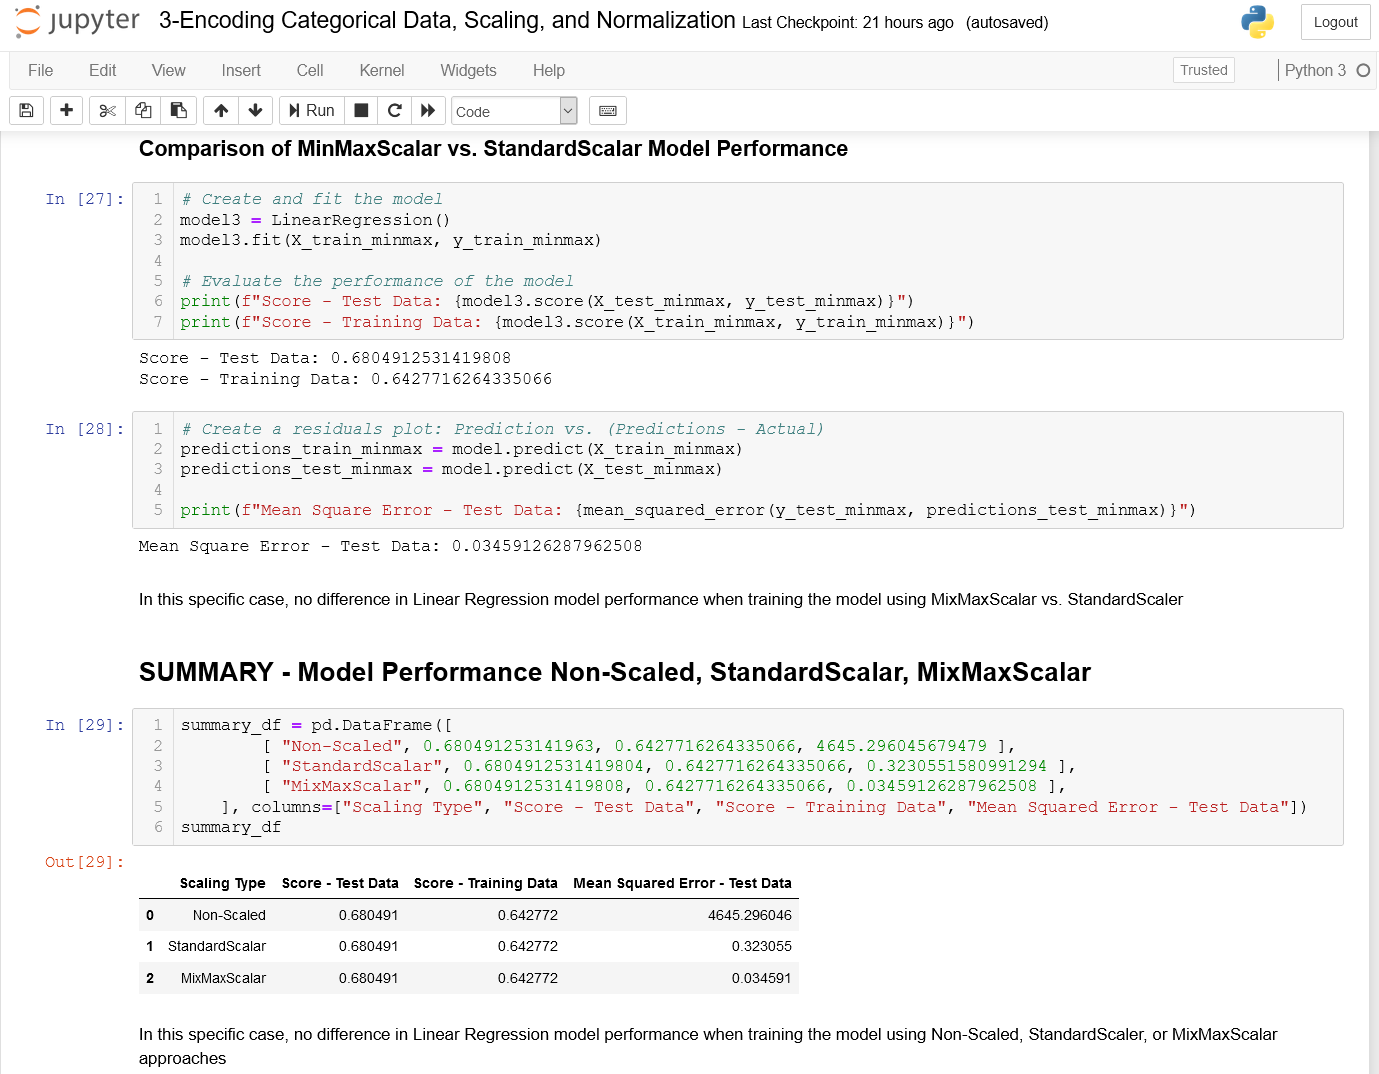 jupyter 3-Encoding Categorical Data, Scaling, and Normalization Last Checkpoint: 21 hours ago (autosaved) Logout
File Edit View Insert Cell Kernel Widgets Help Trusted Python 3
Run Code
Comparison of MinMaxScalar vs. StandardScalar Model Performance
In [27]:
1 # Create and fit the model
2 model3 = LinearRegression()
3 model3.fit(X_train_minmax, y_train_minmax)
4
5 # Evaluate the performance of the model
6 print(f"Score - Test Data: {model3.score(X_test_minmax, y_test_minmax)}")
7 print(f"Score - Training Data: {model3.score(X_train_minmax, y_train_minmax)}")
Score - Test Data: 0.6804912531419808
Score - Training Data: 0.6427716264335066
In [28]:
1 # Create a residuals plot: Prediction vs. (Predictions - Actual)
2 predictions_train_minmax = model.predict(X_train_minmax)
3 predictions_test_minmax = model.predict(X_test_minmax)
4
5 print(f"Mean Square Error - Test Data: {mean_squared_error(y_test_minmax, predictions_test_minmax)}")
Mean Square Error - Test Data: 0.03459126287962508
In this specific case, no difference in Linear Regression model performance when training the model using MixMaxScalar vs. StandardScaler
SUMMARY - Model Performance Non-Scaled, StandardScalar, MixMaxScalar
In [29]:
1 summary_df = pd.DataFrame([
2 [ "Non-Scaled", 0.680491253141963, 0.6427716264335066, 4645.296045679479 ],
3 [ "StandardScalar", 0.6804912531419804, 0.6427716264335066, 0.3230551580991294 ],
4 [ "MixMaxScalar", 0.6804912531419808, 0.6427716264335066, 0.03459126287962508 ],
5 ], columns=["Scaling Type", "Score - Test Data", "Score - Training Data", "Mean Squared Error - Test Data"])
6 summary_df
Out[29]:
Scaling Type Score - Test Data Score - Training Data Mean Squared Error - Test Data
0 Non-Scaled 0.680491 0.642772 4645.296046
1 StandardScalar 0.680491 0.642772 0.323055
2 MixMaxScalar 0.680491 0.642772 0.034591
In this specific case, no difference in Linear Regression model performance when training the model using Non-Scaled, StandardScaler, or MixMaxScalar
approaches